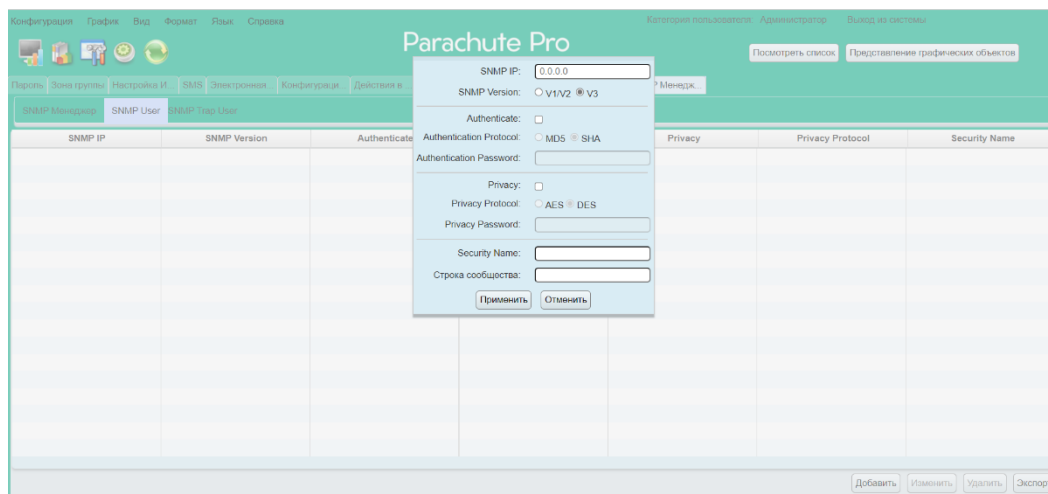 Конфигурация График Вид Формат Язык Справка Категория пользователя: Администратор Выход из системы
Parachute Pro
Посмотреть список Представление графических объектов
Пароль Зона группы Настройка И... SMS Электронная... Конфигураци... Действия в Менедж...
SNMP Менеджер SNMP User SNMP Trap User
SNMP IP SNMP Version Authenticate Privacy Privacy Protocol Security Name
SNMP IP: 0.0.0.0
SNMP Version: V1/V2 V3
Authenticate:
Authentication Protocol: MD5 SHA
Authentication Password:
Privacy:
Privacy Protocol: AES DES
Privacy Password:
Security Name:
Строка сообщества:
Применить Отменить
Добавить Изменить Удалить Экспор